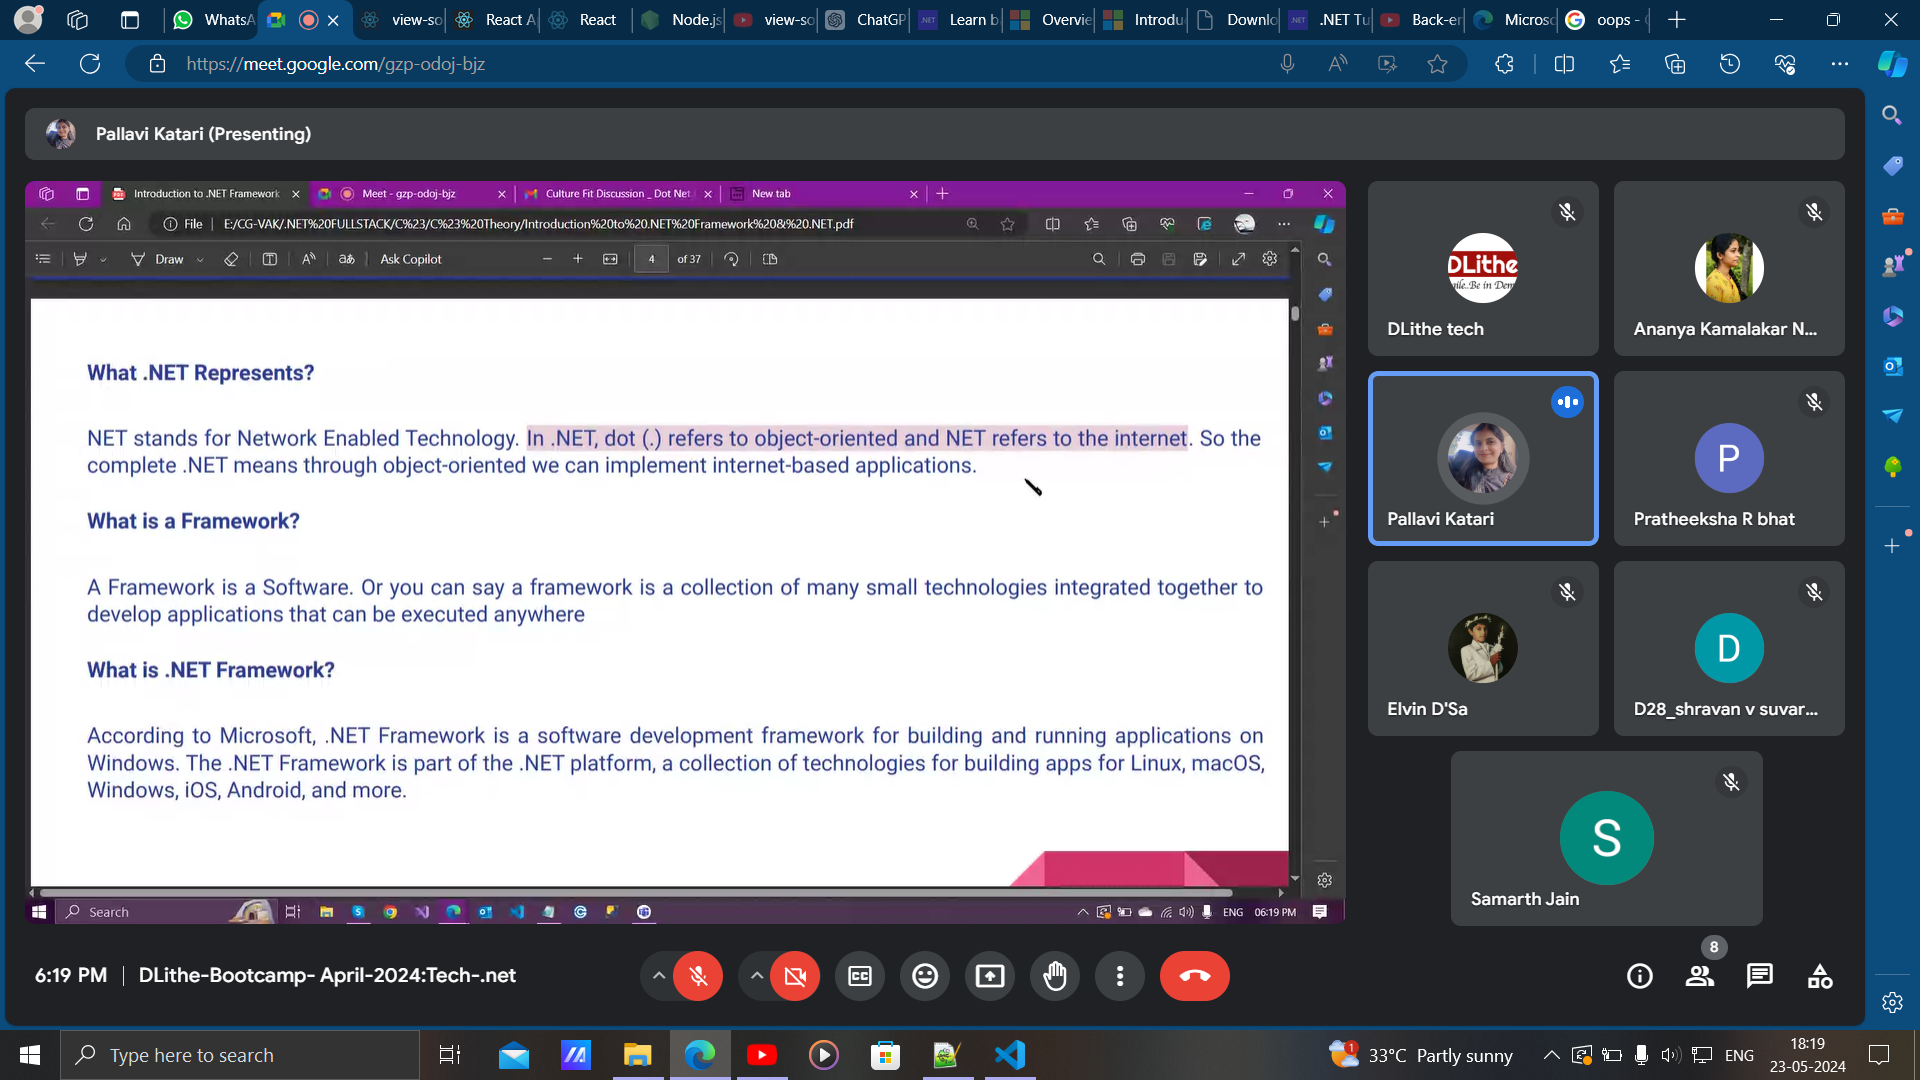 WhatsA
view-so
React A
React
Node.js
view-so
ChatGP
Learn b
Overvie
Introdu
Downlo
.NET Tu
Back-er
Microso
oops -
https://meet.google.com/gzp-odoj-bjz
Pallavi Katari (Presenting)
Introduction to .NET Framework
Meet - gzp-odoj-bjz
Culture Fit Discussion _ Dot Net
New tab
File
E:/CG-VAK/.NET%20FULLSTACK/C%23/C%23%20Theory/Introduction%20to%20.NET%20Framework%20&%20.NET.pdf
Draw
Ask Copilot
4 of 37
What .NET Represents?
NET stands for Network Enabled Technology. In .NET, dot (.) refers to object-oriented and NET refers to the internet. So the
complete .NET means through object-oriented we can implement internet-based applications.
What is a Framework?
A Framework is a Software. Or you can say a framework is a collection of many small technologies integrated together to
develop applications that can be executed anywhere
What is .NET Framework?
According to Microsoft, .NET Framework is a software development framework for building and running applications on
Windows. The .NET Framework is part of the .NET platform, a collection of technologies for building apps for Linux, macOS,
Windows, iOS, Android, and more.
Search
ENG 06:19 PM
DLithe
DLithe tech
Ananya Kamalakar N...
Pallavi Katari
P
Pratheeksha R bhat
Elvin D'Sa
D
D28_shravan v suvar...
S
Samarth Jain
6:19 PM
DLithe-Bootcamp- April-2024:Tech-.net
8
Type here to search
1
33°C Partly sunny
ENG
18:19
23-05-2024